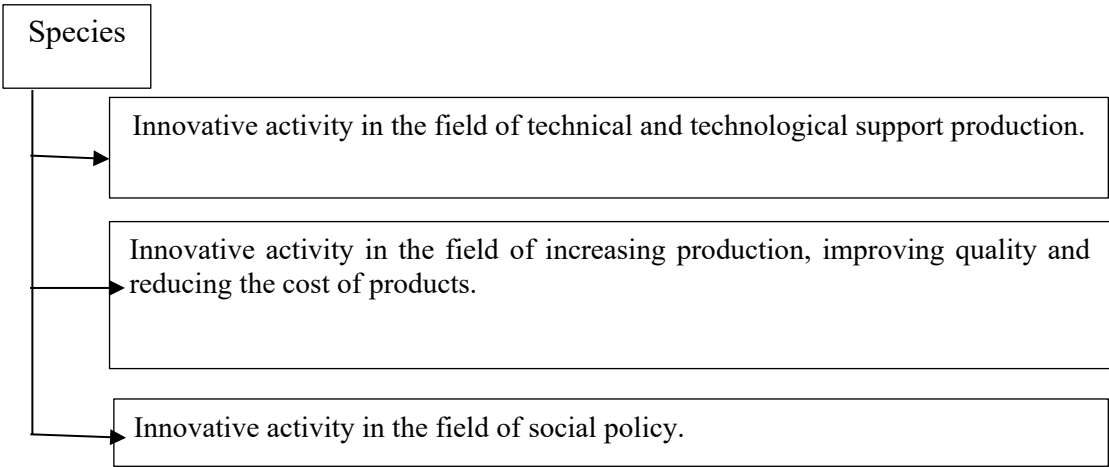 Species
Innovative activity in the field of technical and technological support production.
Innovative activity in the field of increasing production, improving quality and
reducing the cost of products.
Innovative activity in the field of social policy.